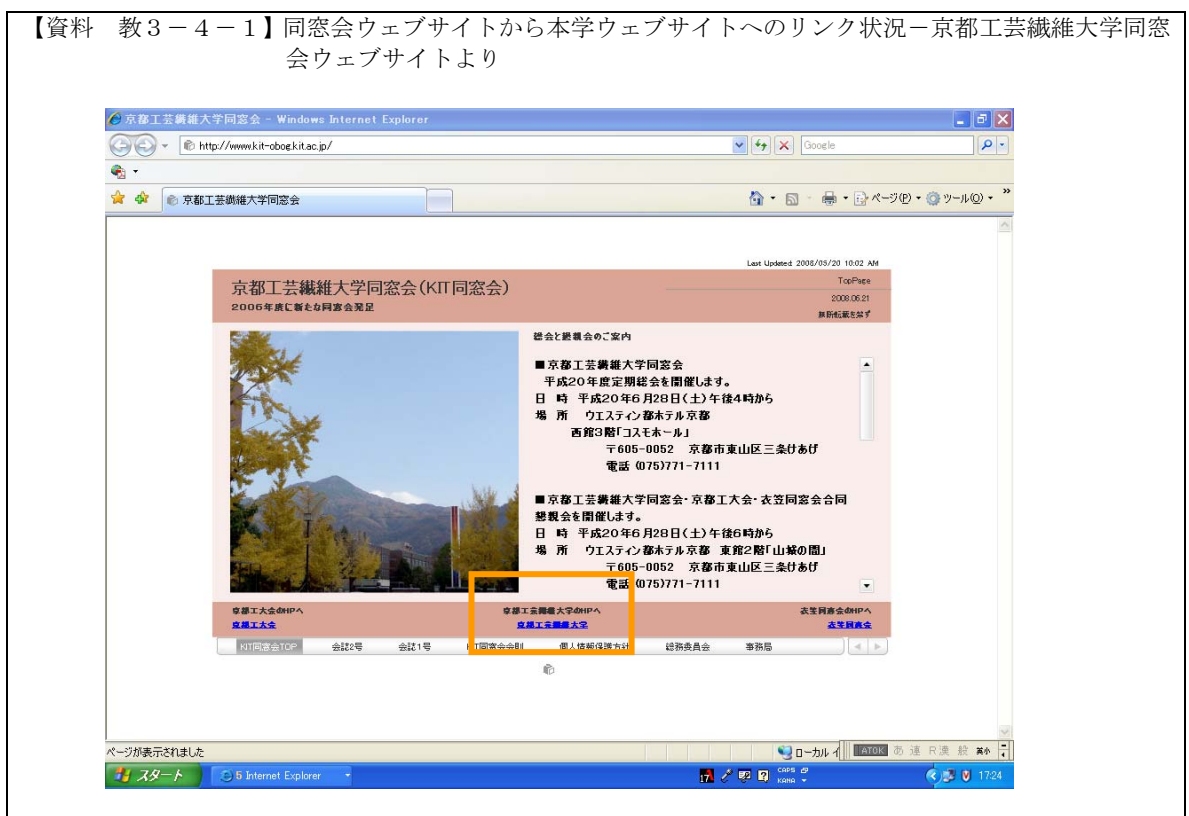 【資料 教3-4-1】同窓会ウェブサイトから本学ウェブサイトへのリンク状況-京都工芸繊維大学同窓
会ウェブサイトより
京都工芸繊維大学同窓会 - Windows Internet Explorer
http://www.kit-obog.kit.ac.jp/
Google
京都工芸繊維大学同窓会
ページ(P)
ツール(O)
Last Updated: 2008/05/20 10:02 AM
京都工芸繊維大学同窓会(KIT同窓会)
2006年度に新たな同窓会発足
TopPage
2008.06.21
無断転載を禁ず
総会と懇親会のご案内
■京都工芸繊維大学同窓会
平成20年度定期総会を開催します。
日 時 平成20年6月28日(土)午後4時から
場 所 ウエスティン都ホテル京都
西館3階「コスモホール」
〒605-0052 京都市東山区三条けあげ
電話 (075)771-7111
■京都工芸繊維大学同窓会・京都工大会・衣笠同窓会合同
懇親会を開催します。
日 時 平成20年6月28日(土)午後6時から
場 所 ウエスティン都ホテル京都 東館2階「山城の間」
〒605-0052 京都市東山区三条けあげ
電話 (075)771-7111
京都工大会のHPへ
京都工大会
京都工芸繊維大学のHPへ
京都工芸繊維大学
衣笠同窓会のHPへ
衣笠同窓会
KIT同窓会TOP 会誌2号 会誌1号 KIT同窓会会則 個人情報保護方針 総務委員会 事務局
ページが表示されました
ローカル イ
ATOK あ 連 R漢 般 英小
スタート
5 Internet Explorer
17
CAPS
KANA
17:24